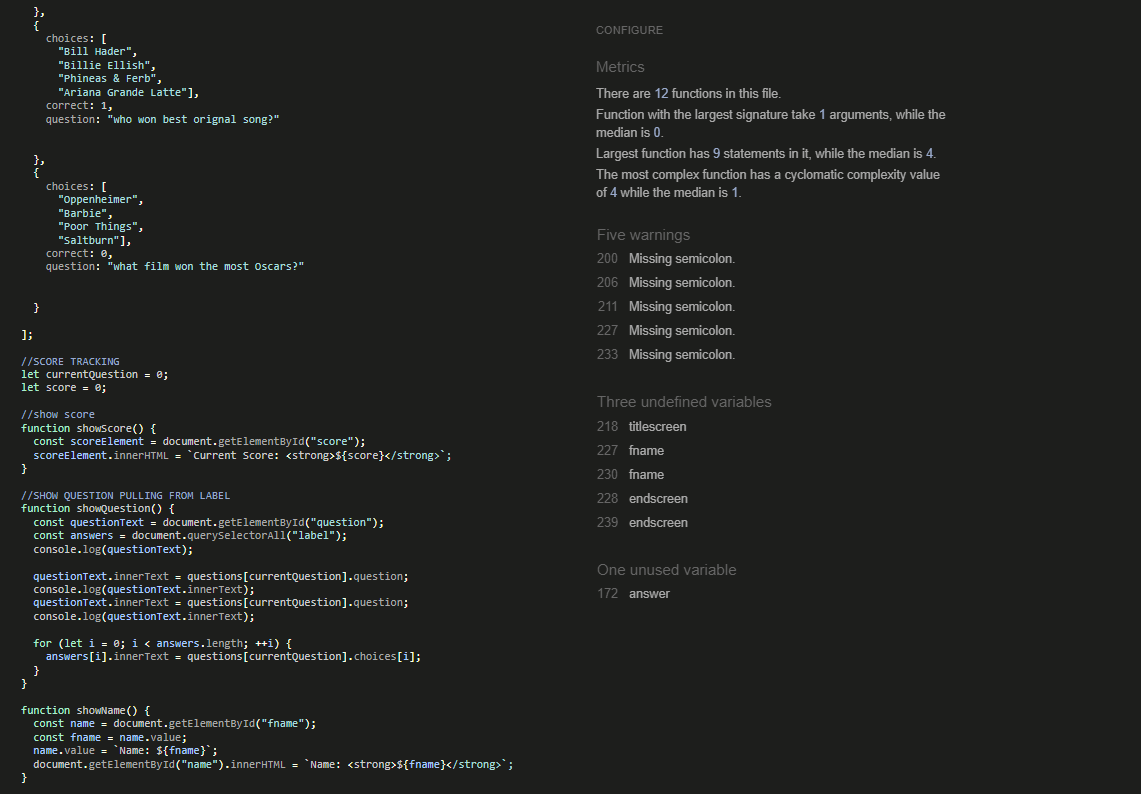 },
{
choices: [
"Bill Hader",
"Billie Ellish",
"Phineas & Ferb",
"Ariana Grande Latte"],
correct: 1,
question: "who won best orignal song?"
},
{
choices: [
"Oppenheimer",
"Barbie",
"Poor Things",
"Saltburn"],
correct: 0,
question: "what film won the most Oscars?"
}
];
//SCORE TRACKING
let currentQuestion = 0;
let score = 0;
//show score
function showScore() {
const scoreElement = document.getElementById("score");
scoreElement.innerHTML = `Current Score: <strong>${score}</strong>`;
}
//SHOW QUESTION PULLING FROM LABEL
function showQuestion() {
const questionText = document.getElementById("question");
const answers = document.querySelectorAll("label");
console.log(questionText);
questionText.innerText = questions[currentQuestion].question;
console.log(questionText.innerText);
questionText.innerText = questions[currentQuestion].question;
console.log(questionText.innerText);
for (let i = 0; i < answers.length; ++i) {
answers[i].innerText = questions[currentQuestion].choices[i];
}
}
function showName() {
const name = document.getElementById("fname");
const fname = name.value;
name.value = `Name: ${fname}`;
document.getElementById("name").innerHTML = `Name: <strong>${fname}</strong>`;
}
CONFIGURE
Metrics
There are 12 functions in this file.
Function with the largest signature take 1 arguments, while the
median is 0.
Largest function has 9 statements in it, while the median is 4.
The most complex function has a cyclomatic complexity value
of 4 while the median is 1.
Five warnings
200 Missing semicolon.
206 Missing semicolon.
211 Missing semicolon.
227 Missing semicolon.
233 Missing semicolon.
Three undefined variables
218 titlescreen
227 fname
230 fname
228 endscreen
239 endscreen
One unused variable
172 answer